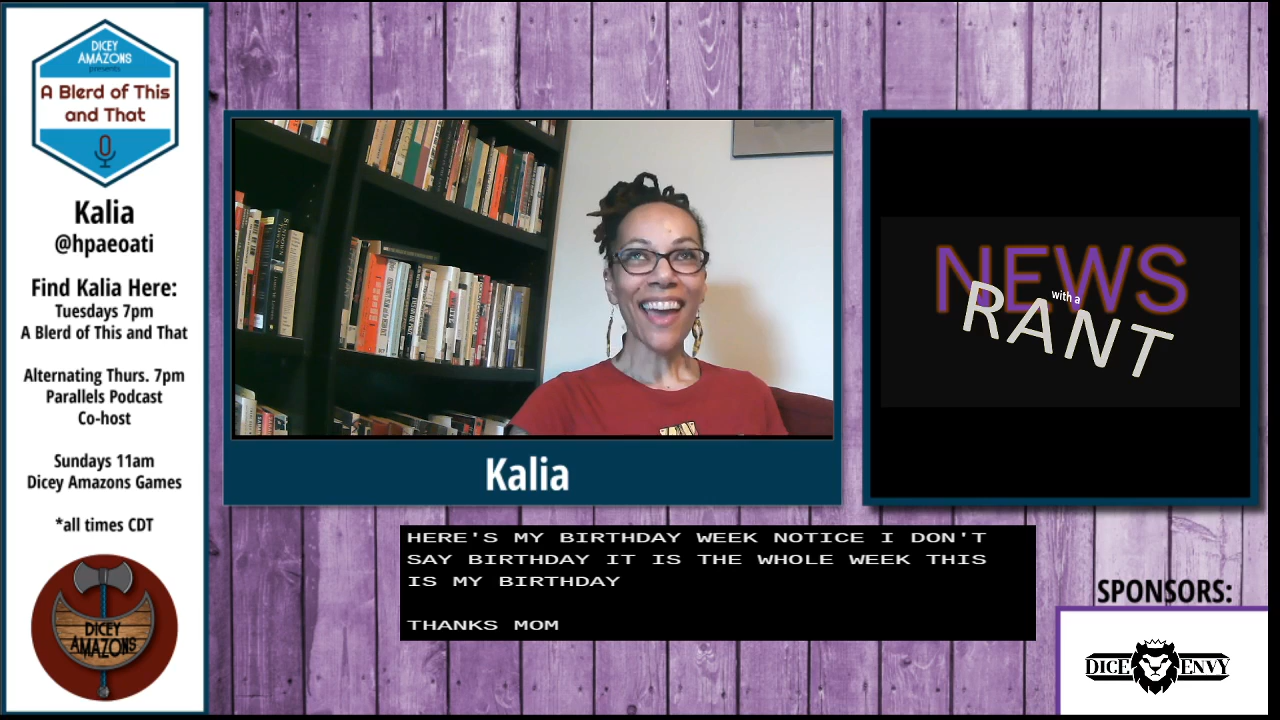 DICEY
AMAZONS
presents
A Blerd of This
and That
Kalia
@hpaeoati
Find Kalia Here:
Tuesdays 7pm
A Blerd of This and That
Alternating Thurs. 7pm
Parallels Podcast
Co-host
Sundays 11am
Dicey Amazons Games
*all times CDT
DICEY
AMAZONS
Kalia
NEWS
with a
RANT
HERE'S MY BIRTHDAY WEEK NOTICE I DON'T
SAY BIRTHDAY IT IS THE WHOLE WEEK THIS
IS MY BIRTHDAY
THANKS MOM
SPONSORS:
DICE ENVY